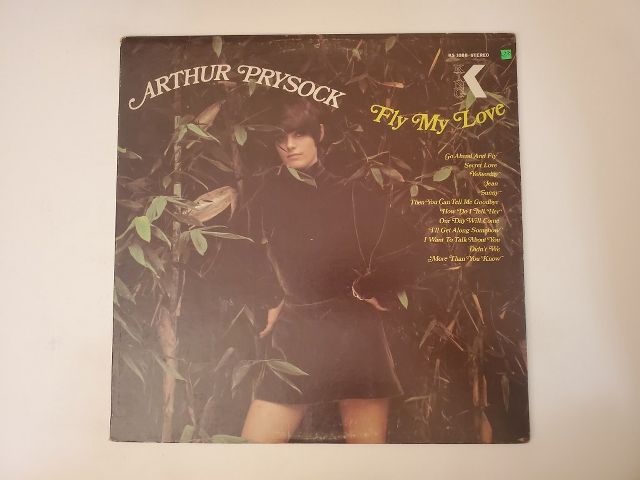 KS 1088-STEREO
ARTHUR PRYSOCK
KING
Fly My Love
Go Ahead And Fly
Secret Love
Yesterday
Jean
Sunny
Then You Can Tell Me Goodbye
"How Do I Tell Her"
Our Day Will Come
"I'll Get Along Somehow"
I Want To Talk About You
Didn't We
"More Than You Know"